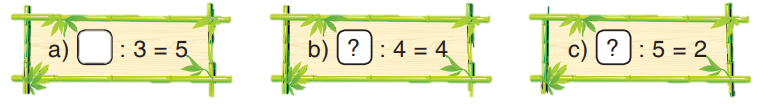 a) : 3 = 5
b) ? : 4 = 4
c) ? : 5 = 2